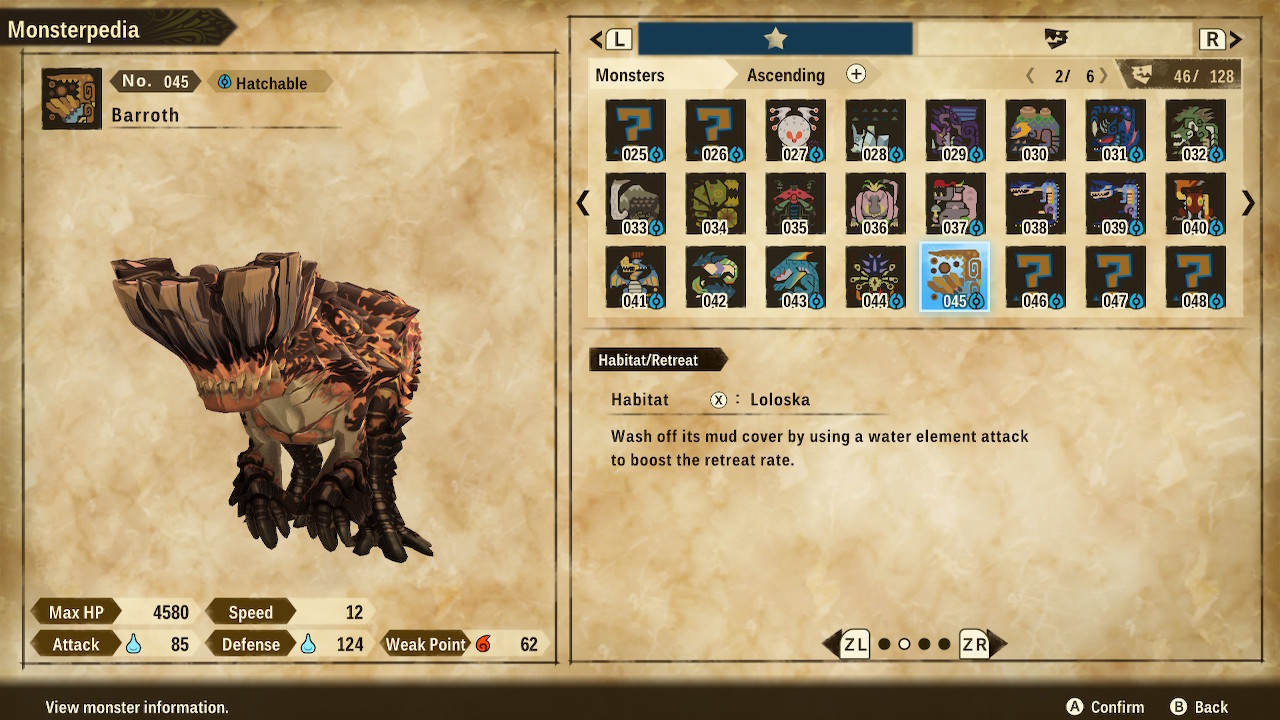 Monsterpedia
No. 045
Hatchable
Barroth
Max HP 4580
Speed 12
Attack 85
Defense 124
Weak Point 62
L
R
Monsters
Ascending
2/ 6
46/ 128
025 026 027 028 029 030 031 032
033 034 035 036 037 038 039 040
041 042 043 044 045 046 047 048
Habitat/Retreat
Habitat X : Loloska
Wash off its mud cover by using a water element attack
to boost the retreat rate.
ZL ZR
View monster information.
A Confirm B Back